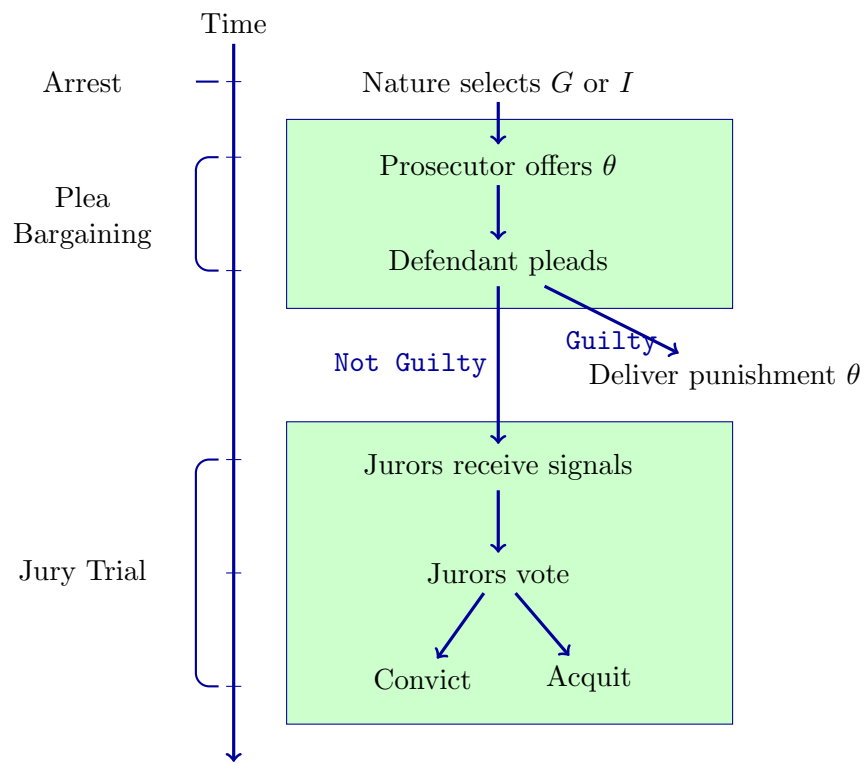 Time
Arrest
Nature selects G or I
Prosecutor offers θ
Plea
Bargaining
Defendant pleads
Guilty
Not Guilty
Deliver punishment θ
Jurors receive signals
Jury Trial
Jurors vote
Convict
Acquit